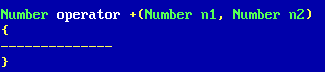 Number operator +(Number n1, Number n2)
{
--------------
}